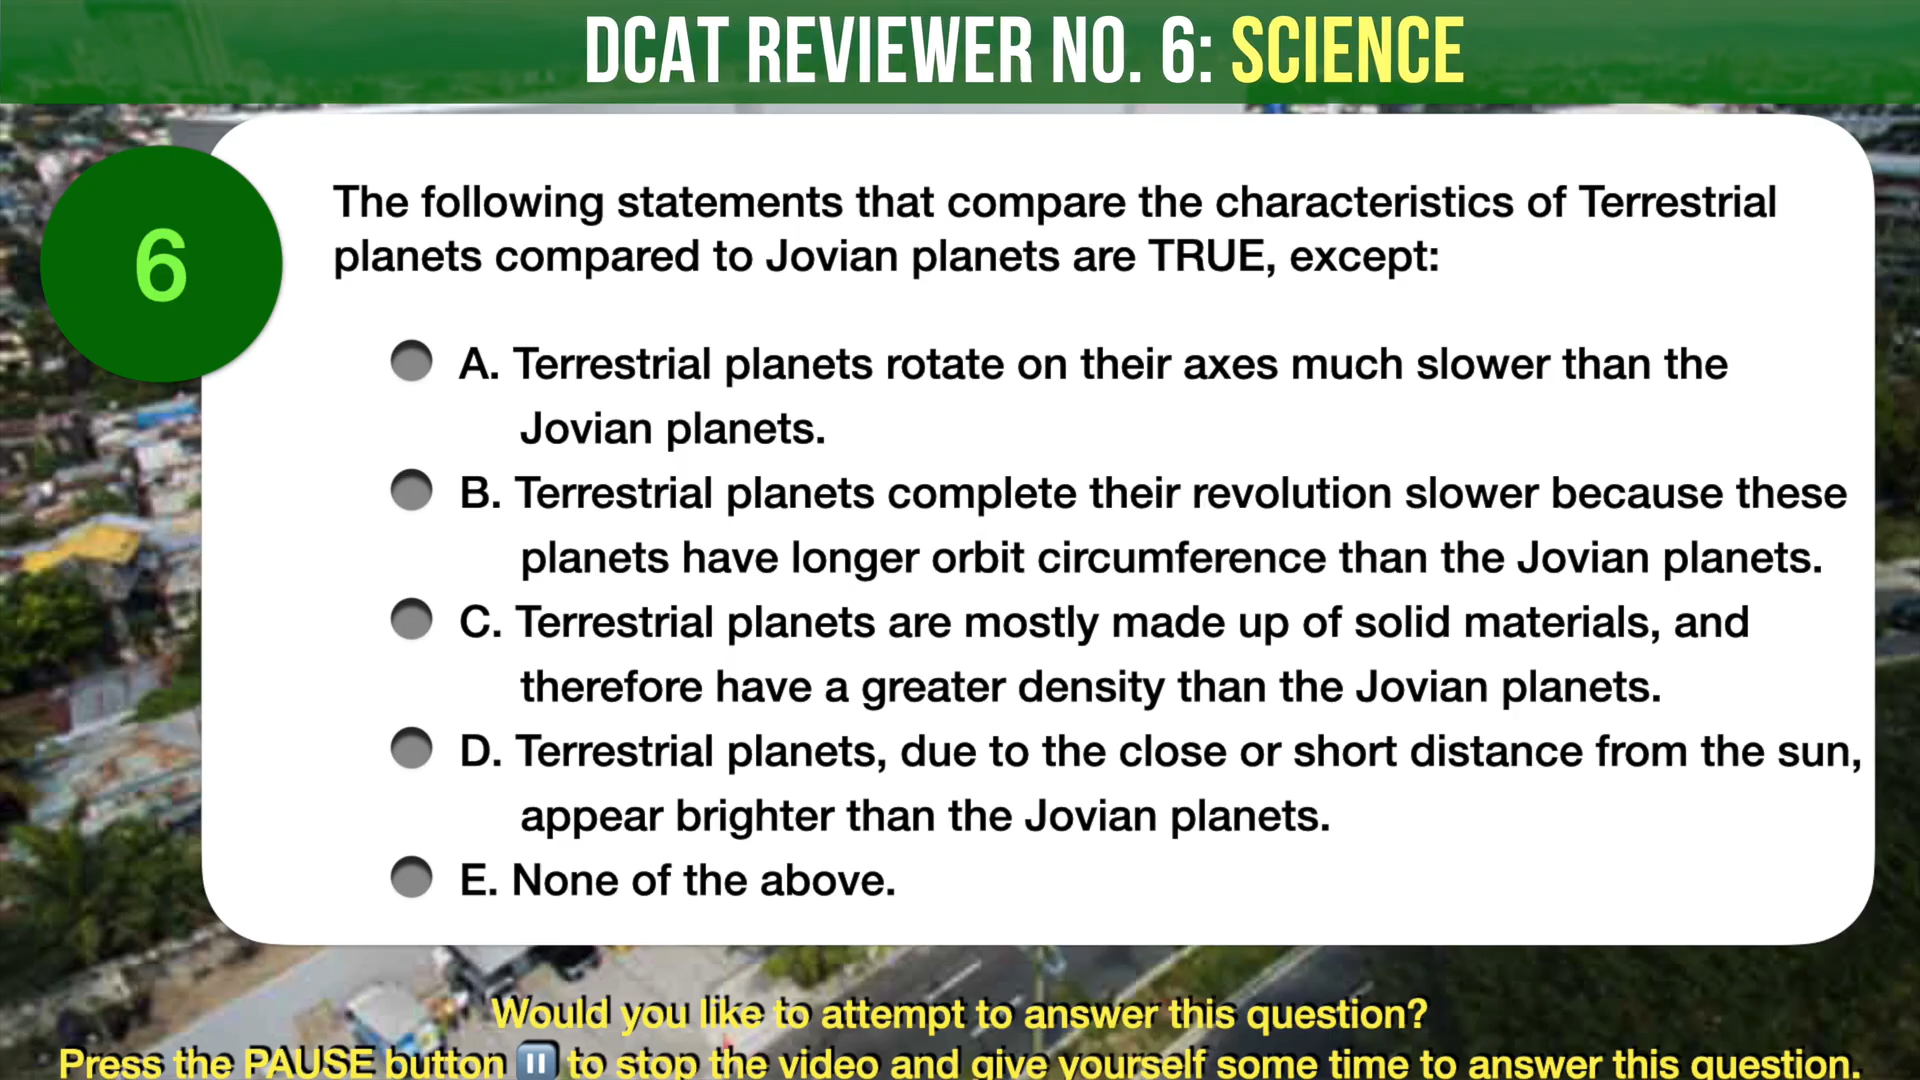 DCAT REVIEWER NO. 6: SCIENCE
6
The following statements that compare the characteristics of Terrestrial
planets compared to Jovian planets are TRUE, except:
A. Terrestrial planets rotate on their axes much slower than the
Jovian planets.
B. Terrestrial planets complete their revolution slower because these
planets have longer orbit circumference than the Jovian planets.
C. Terrestrial planets are mostly made up of solid materials, and
therefore have a greater density than the Jovian planets.
D. Terrestrial planets, due to the close or short distance from the sun,
appear brighter than the Jovian planets.
E. None of the above.
Would you like to attempt to answer this question?
Press the PAUSE button ⏸️ to stop the video and give yourself some time to answer this question.